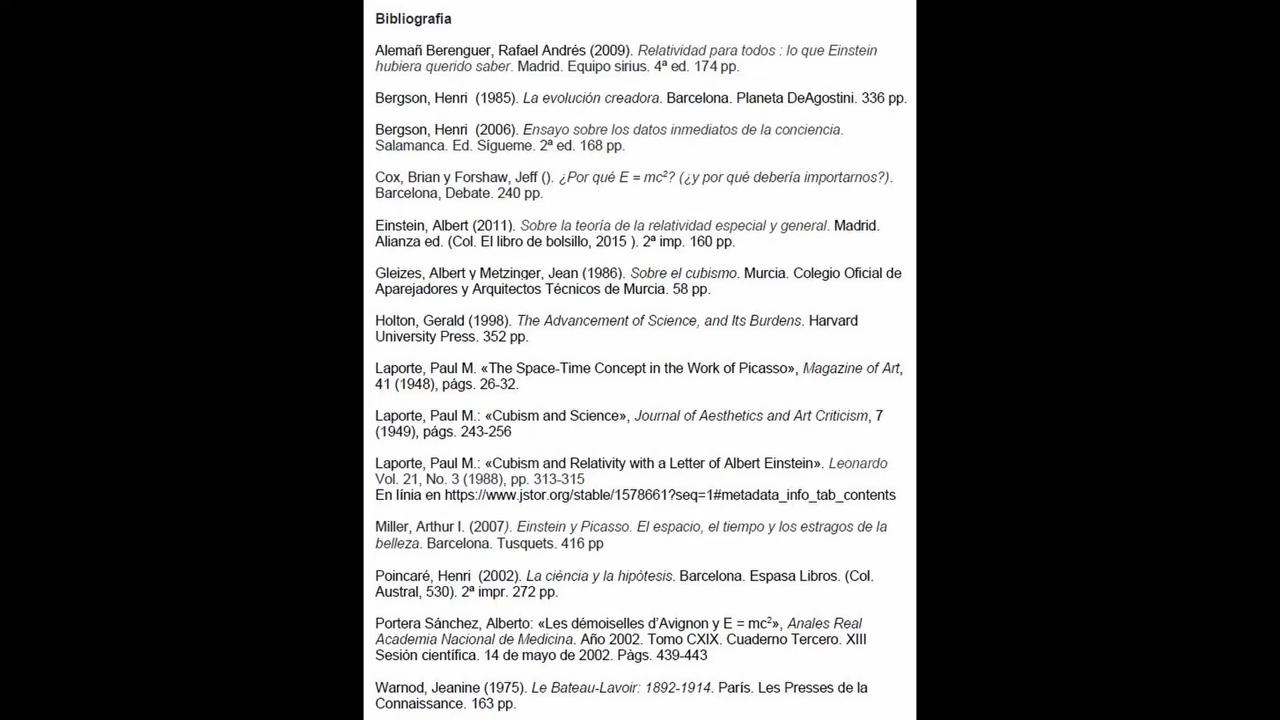 Bibliografia
Alemañ Berenguer, Rafael Andrés (2009). Relatividad para todos : lo que Einstein
hubiera querido saber. Madrid. Equipo sirius. 4ª ed. 174 pp.
Bergson, Henri  (1985). La evolución creadora. Barcelona. Planeta DeAgostini. 336 pp.
Bergson, Henri  (2006). Ensayo sobre los datos inmediatos de la conciencia.
Salamanca. Ed. Sígueme. 2ª ed. 168 pp.
Cox, Brian y Forshaw, Jeff (). ¿Por qué E = mc²? (¿y por qué debería importarnos?).
Barcelona, Debate. 240 pp.
Einstein, Albert (2011). Sobre la teoría de la relatividad especial y general. Madrid.
Alianza ed. (Col. El libro de bolsillo, 2015 ). 2ª imp. 160 pp.
Gleizes, Albert y Metzinger, Jean (1986). Sobre el cubismo. Murcia. Colegio Oficial de
Aparejadores y Arquitectos Técnicos de Murcia. 58 pp.
Holton, Gerald (1998). The Advancement of Science, and Its Burdens. Harvard
University Press. 352 pp.
Laporte, Paul M. «The Space-Time Concept in the Work of Picasso», Magazine of Art,
41 (1948), págs. 26-32.
Laporte, Paul M.: «Cubism and Science», Journal of Aesthetics and Art Criticism, 7
(1949), págs. 243-256
Laporte, Paul M.: «Cubism and Relativity with a Letter of Albert Einstein». Leonardo
Vol. 21, No. 3 (1988), pp. 313-315
En línia en https://www.jstor.org/stable/1578661?seq=1#metadata_info_tab_contents
Miller, Arthur I. (2007). Einstein y Picasso. El espacio, el tiempo y los estragos de la
belleza. Barcelona. Tusquets. 416 pp
Poincaré, Henri  (2002). La ciència y la hipòtesis. Barcelona. Espasa Libros. (Col.
Austral, 530). 2ª impr. 272 pp.
Portera Sánchez, Alberto: «Les démoiselles d’Avignon y E = mc²», Anales Real
Academia Nacional de Medicina. Año 2002. Tomo CXIX. Cuaderno Tercero. XIII
Sesión científica. 14 de mayo de 2002. Pàgs. 439-443
Warnod, Jeanine (1975). Le Bateau-Lavoir: 1892-1914. París. Les Presses de la
Connaissance. 163 pp.